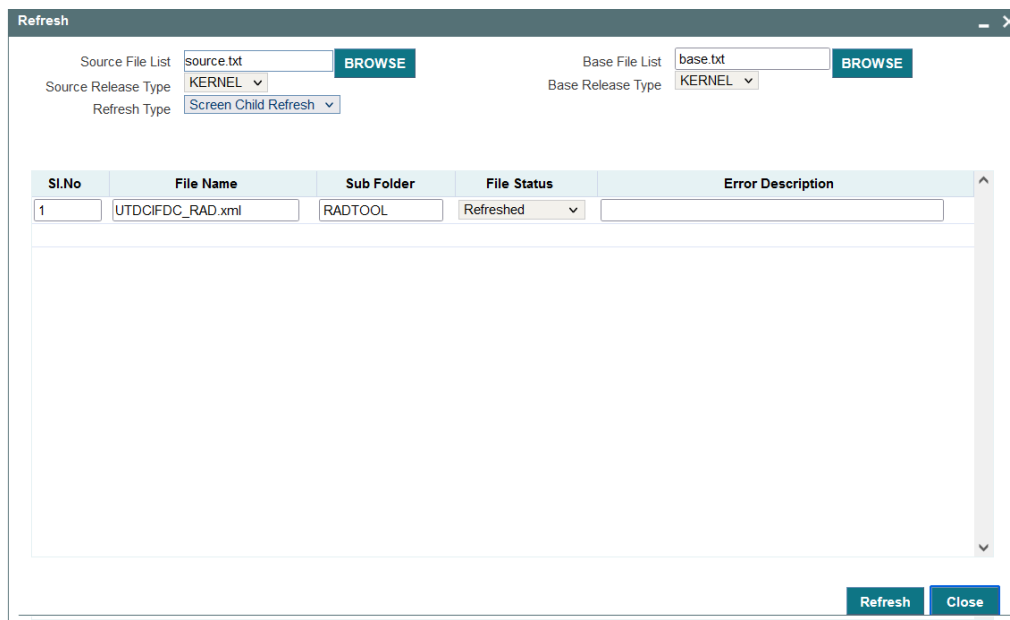 Refresh
Source File List source.txt BROWSE Base File List base.txt BROWSE
Source Release Type KERNEL Base Release Type KERNEL
Refresh Type Screen Child Refresh
Sl.No File Name Sub Folder File Status Error Description
1 UTDCIFDC_RAD.xml RADTOOL Refreshed
Refresh Close